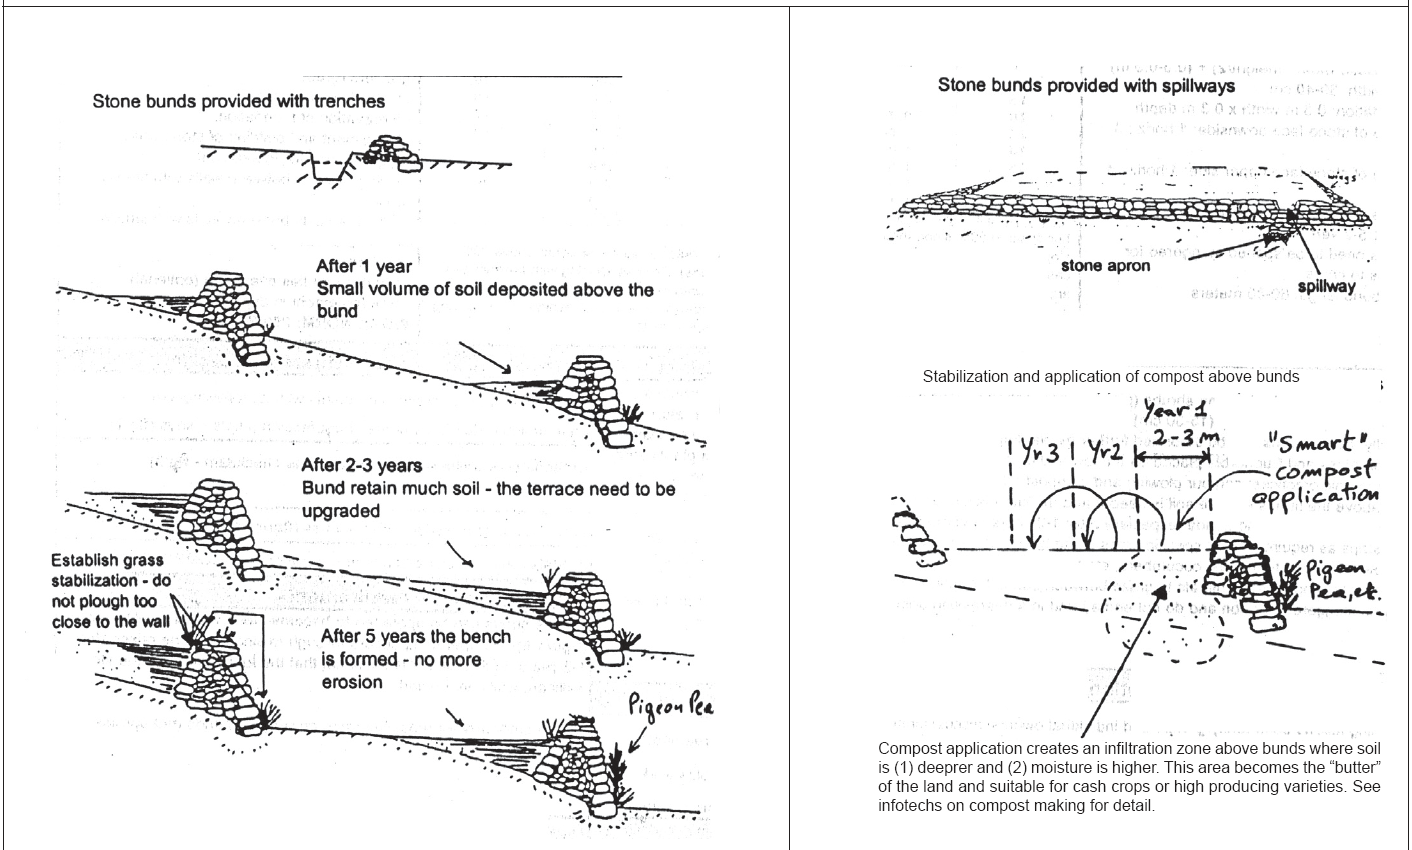 Stone bunds provided with trenches
After 1 year
Small volume of soil deposited above the
bund
After 2-3 years
Bund retain much soil - the terrace need to be
upgraded
Establish grass
stabilization - do
not plough too
close to the wall
After 5 years the bench
is formed - no more
erosion
Pigeon Pea
Stone bunds provided with spillways
wings
stone apron
spillway
Stabilization and application of compost above bunds
Year 1
2-3 m
Yr3
Yr2
"Smart"
compost
application
Pigeon
Pea, et.
Compost application creates an infiltration zone above bunds where soil
is (1) deeprer and (2) moisture is higher. This area becomes the “butter”
of the land and suitable for cash crops or high producing varieties. See
infotechs on compost making for detail.